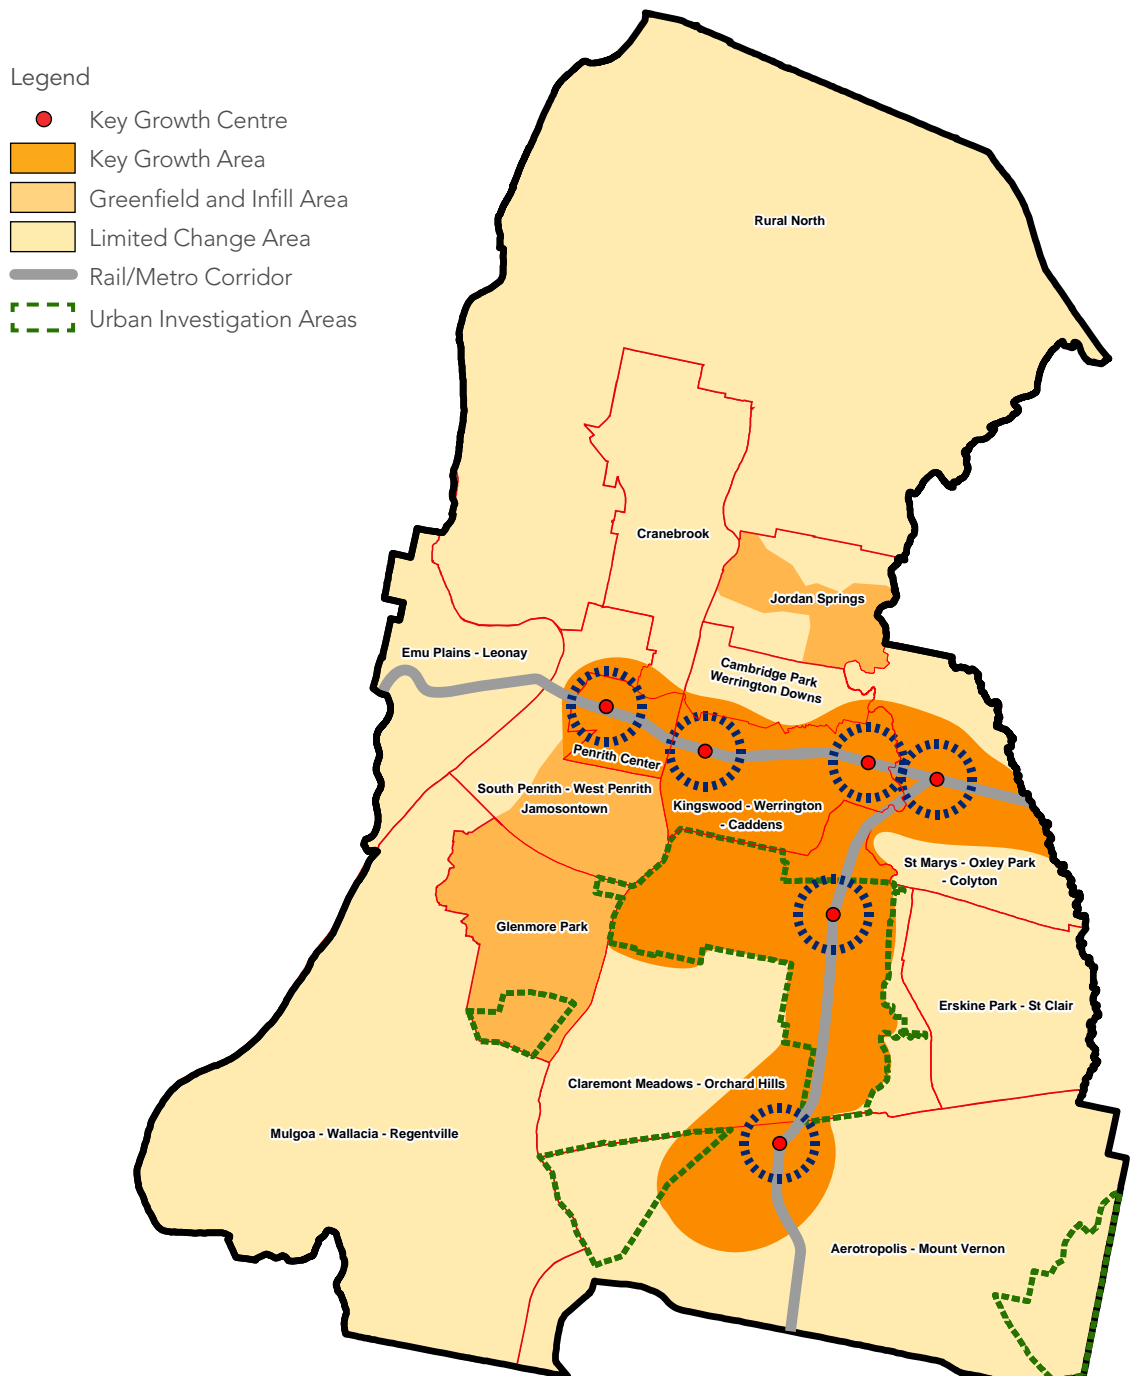 Legend
Key Growth Centre
Key Growth Area
Greenfield and Infill Area
Limited Change Area
Rail/Metro Corridor
Urban Investigation Areas
Rural North
Cranebrook
Jordan Springs
Emu Plains - Leonay
Cambridge Park
Werrington Downs
Penrith Center
South Penrith - West Penrith
Jamosontown
Kingswood - Werrington
- Caddens
St Marys - Oxley Park
- Colyton
Glenmore Park
Erskine Park - St Clair
Claremont Meadows - Orchard Hills
Mulgoa - Wallacia - Regentville
Aerotropolis - Mount Vernon